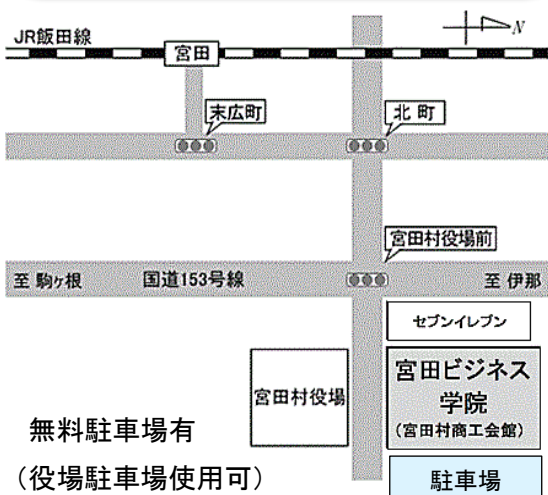 JR飯田線
N
宮田
末広町
北町
宮田村役場前
至 駒ヶ根
国道153号線
至 伊那
セブンイレブン
宮田村役場
宮田ビジネス
学院
(宮田村商工会館)
無料駐車場有
(役場駐車場使用可)
駐車場